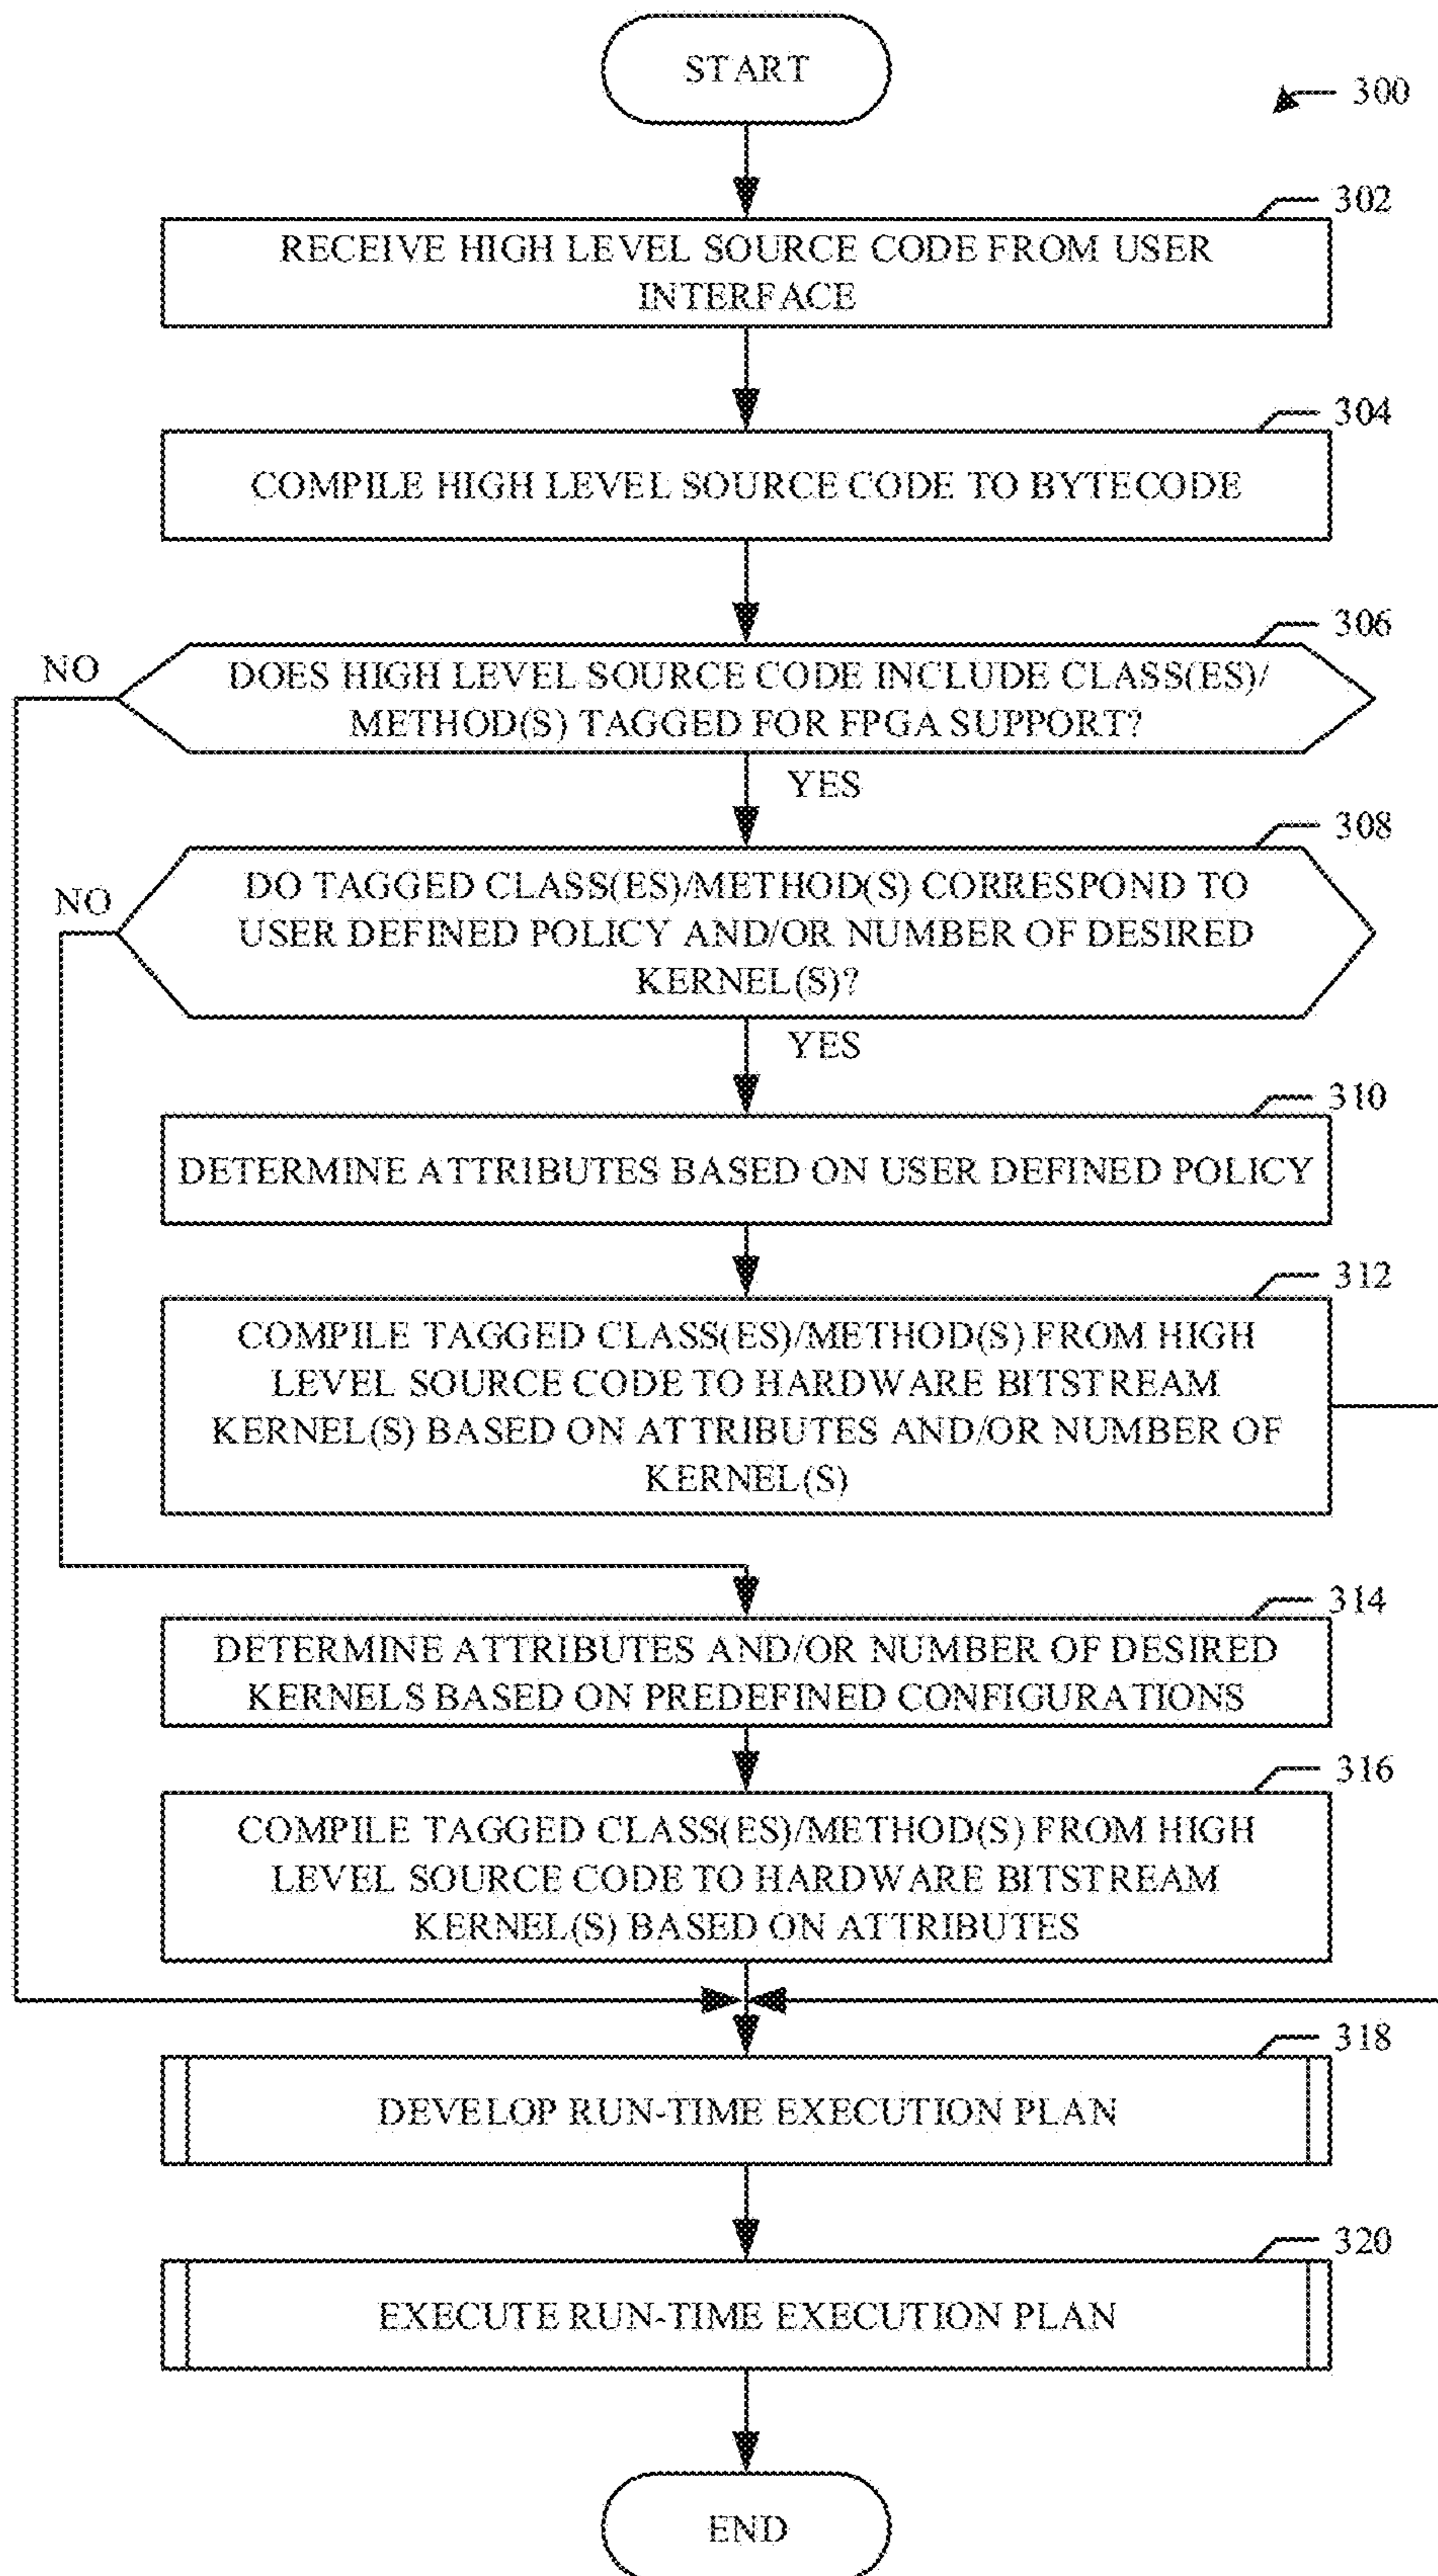 START
300
302
RECEIVE HIGH LEVEL SOURCE CODE FROM USER
INTERFACE
304
COMPILE HIGH LEVEL SOURCE CODE TO BYTECODE
306
NO
DOES HIGH LEVEL SOURCE CODE INCLUDE CLASS(ES)/
METHOD(S) TAGGED FOR FPGA SUPPORT?
YES
308
NO
DO TAGGED CLASS(ES)/METHOD(S) CORRESPOND TO
USER DEFINED POLICY AND/OR NUMBER OF DESIRED
KERNEL(S)?
YES
310
DETERMINE ATTRIBUTES BASED ON USER DEFINED POLICY
312
COMPILE TAGGED CLASS(ES)/METHOD(S) FROM HIGH
LEVEL SOURCE CODE TO HARDWARE BITSTREAM
KERNEL(S) BASED ON ATTRIBUTES AND/OR NUMBER OF
KERNEL(S)
314
DETERMINE ATTRIBUTES AND/OR NUMBER OF DESIRED
KERNELS BASED ON PREDEFINED CONFIGURATIONS
316
COMPILE TAGGED CLASS(ES)/METHOD(S) FROM HIGH
LEVEL SOURCE CODE TO HARDWARE BITSTREAM
KERNEL(S) BASED ON ATTRIBUTES
318
DEVELOP RUN-TIME EXECUTION PLAN
320
EXECUTE RUN-TIME EXECUTION PLAN
END